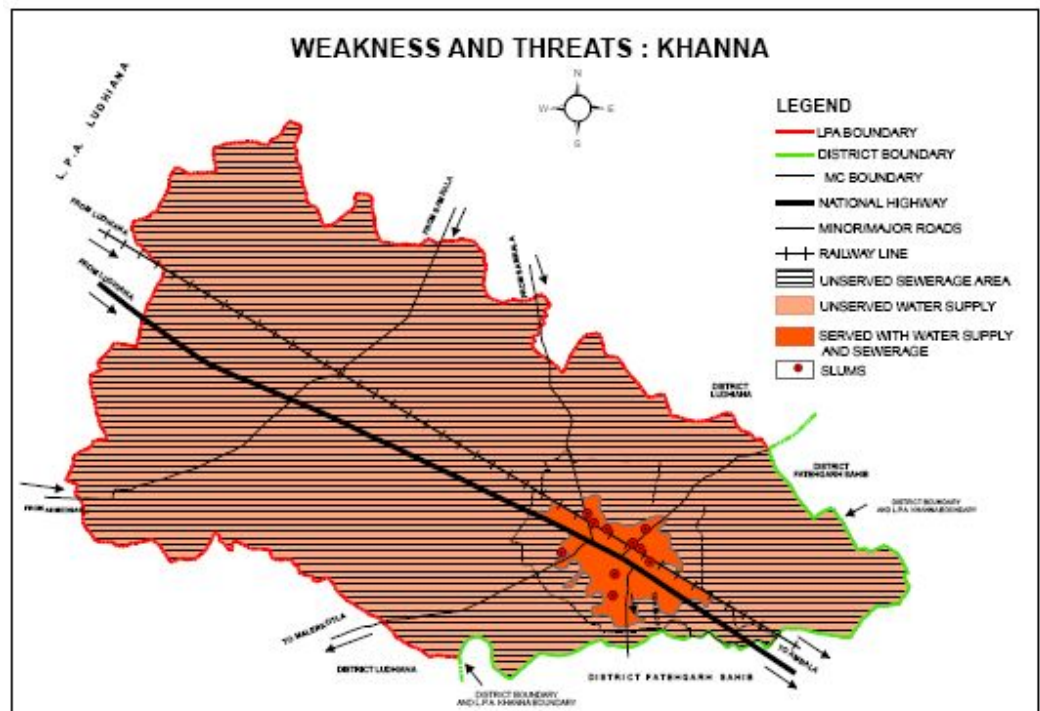 WEAKNESS AND THREATS : KHANNA
N
W
E
S
L.P.A. LUDHIANA
LEGEND
LPA BOUNDARY
DISTRICT BOUNDARY
MC BOUNDARY
NATIONAL HIGHWAY
MINOR/MAJOR ROADS
RAILWAY LINE
UNSERVED SEWERAGE AREA
UNSERVED WATER SUPPLY
SERVED WITH WATER SUPPLY
AND SEWERAGE
SLUMS
FROM LUDHIANA
FROM LUDHIANA
FROM
FROM
DISTRICT
LUDHIANA
DISTRICT
FATEHGARH SAHIB
DISTRICT BOUNDARY
AND L.P.A. KHANNA BOUNDARY
FROM
TO MALERKOTLA
DISTRICT LUDHIANA
DISTRICT BOUNDARY
AND L.P.A. KHANNA BOUNDARY
DISTRICT FATEHGARH SAHIB
TO AMBALA